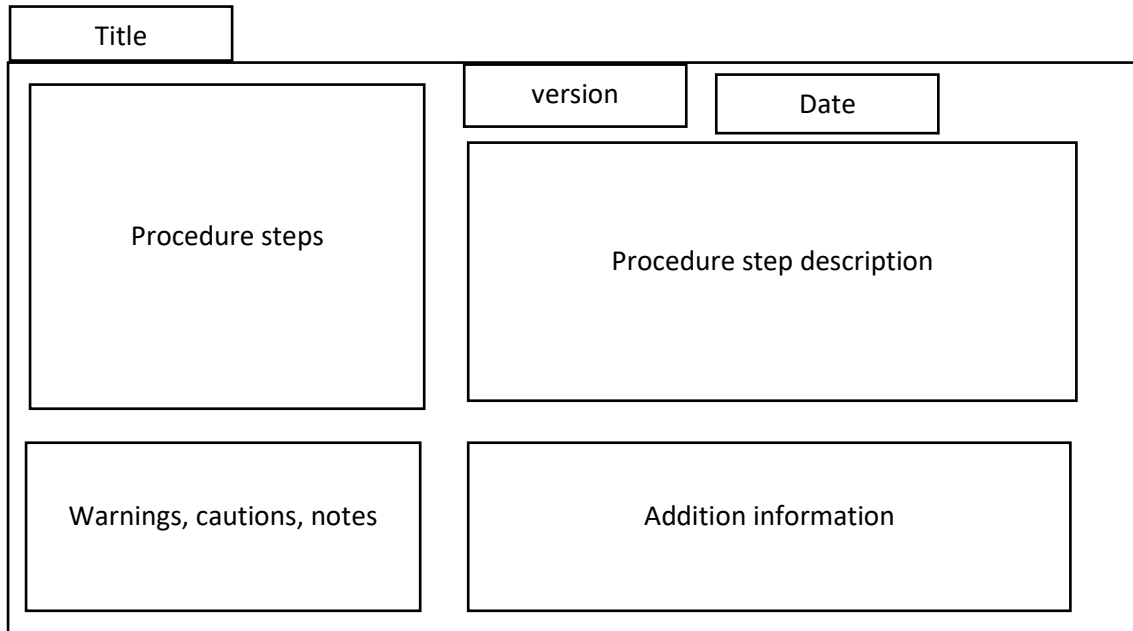 Title
version
Date
Procedure steps
Procedure step description
Warnings, cautions, notes
Addition information